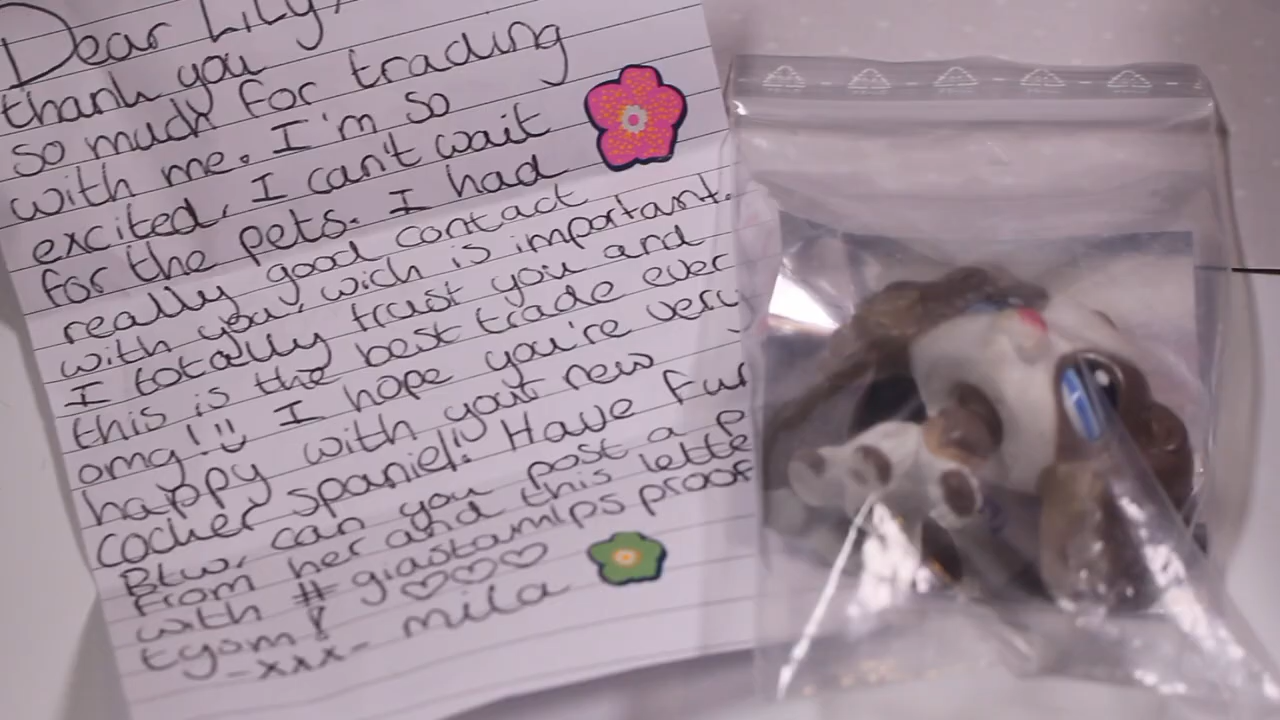 Dear Lily,
thank you
so much for trading
with me. I'm so
excited, I can't wait
for the pets. I had
really good contact
with you, wich is important.
I totally trust you and
this is the best trade ever
omg!! I hope you're very
happy with your new
cocker spaniel! Have fun
Btw, can you post a p
from her and this lette
with #giastamlps proof
tysm! ♡♡♡
-xxx- mila